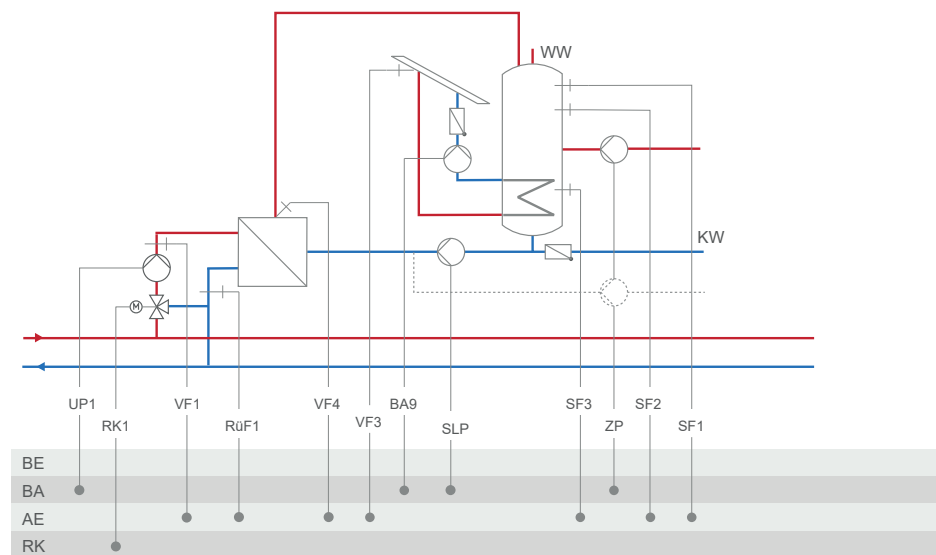 WW
KW
M
UP1 VF1 VF4 BA9 SF3 SF2
RK1 RüF1 VF3 SLP ZP SF1
BE
BA
AE
RK